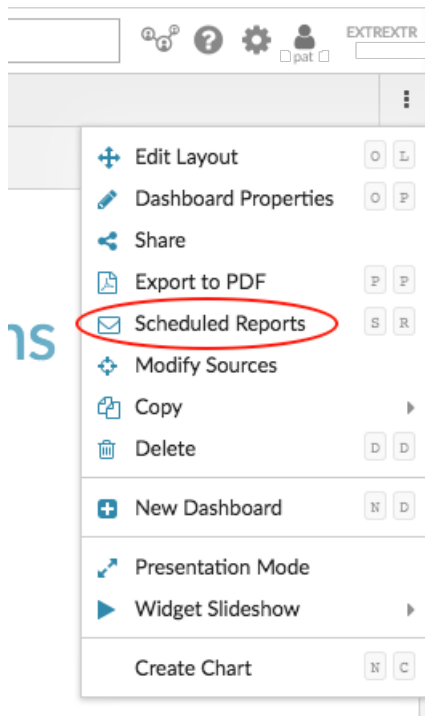 EXTREXTR
pat
Edit Layout O L
Dashboard Properties O P
Share
Export to PDF P P
Scheduled Reports S R
ns
Modify Sources
Copy
Delete D D
New Dashboard N D
Presentation Mode
Widget Slideshow
Create Chart N C